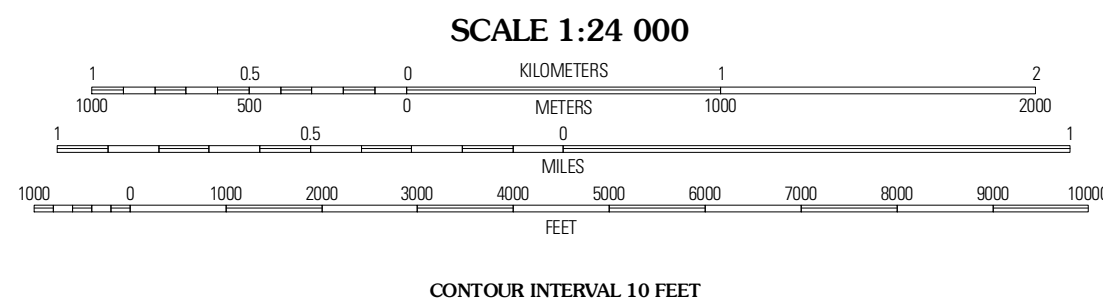 SCALE 1:24 000
1 0.5 0 KILOMETERS 1 2
1000 500 0 METERS 1000 2000
1 0.5 0 1
MILES
1000 0 1000 2000 3000 4000 5000 6000 7000 8000 9000 10000
FEET
CONTOUR INTERVAL 10 FEET